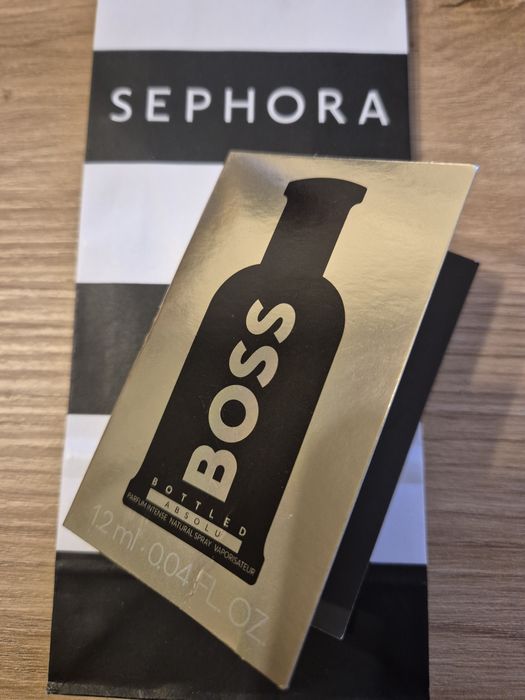 SEPHORA
BOSS
BOTTLED
ABSOLU
PARFUM INTENSE NATURAL SPRAY VAPORISATEUR
1.2 ml · 0.04 FL OZ.